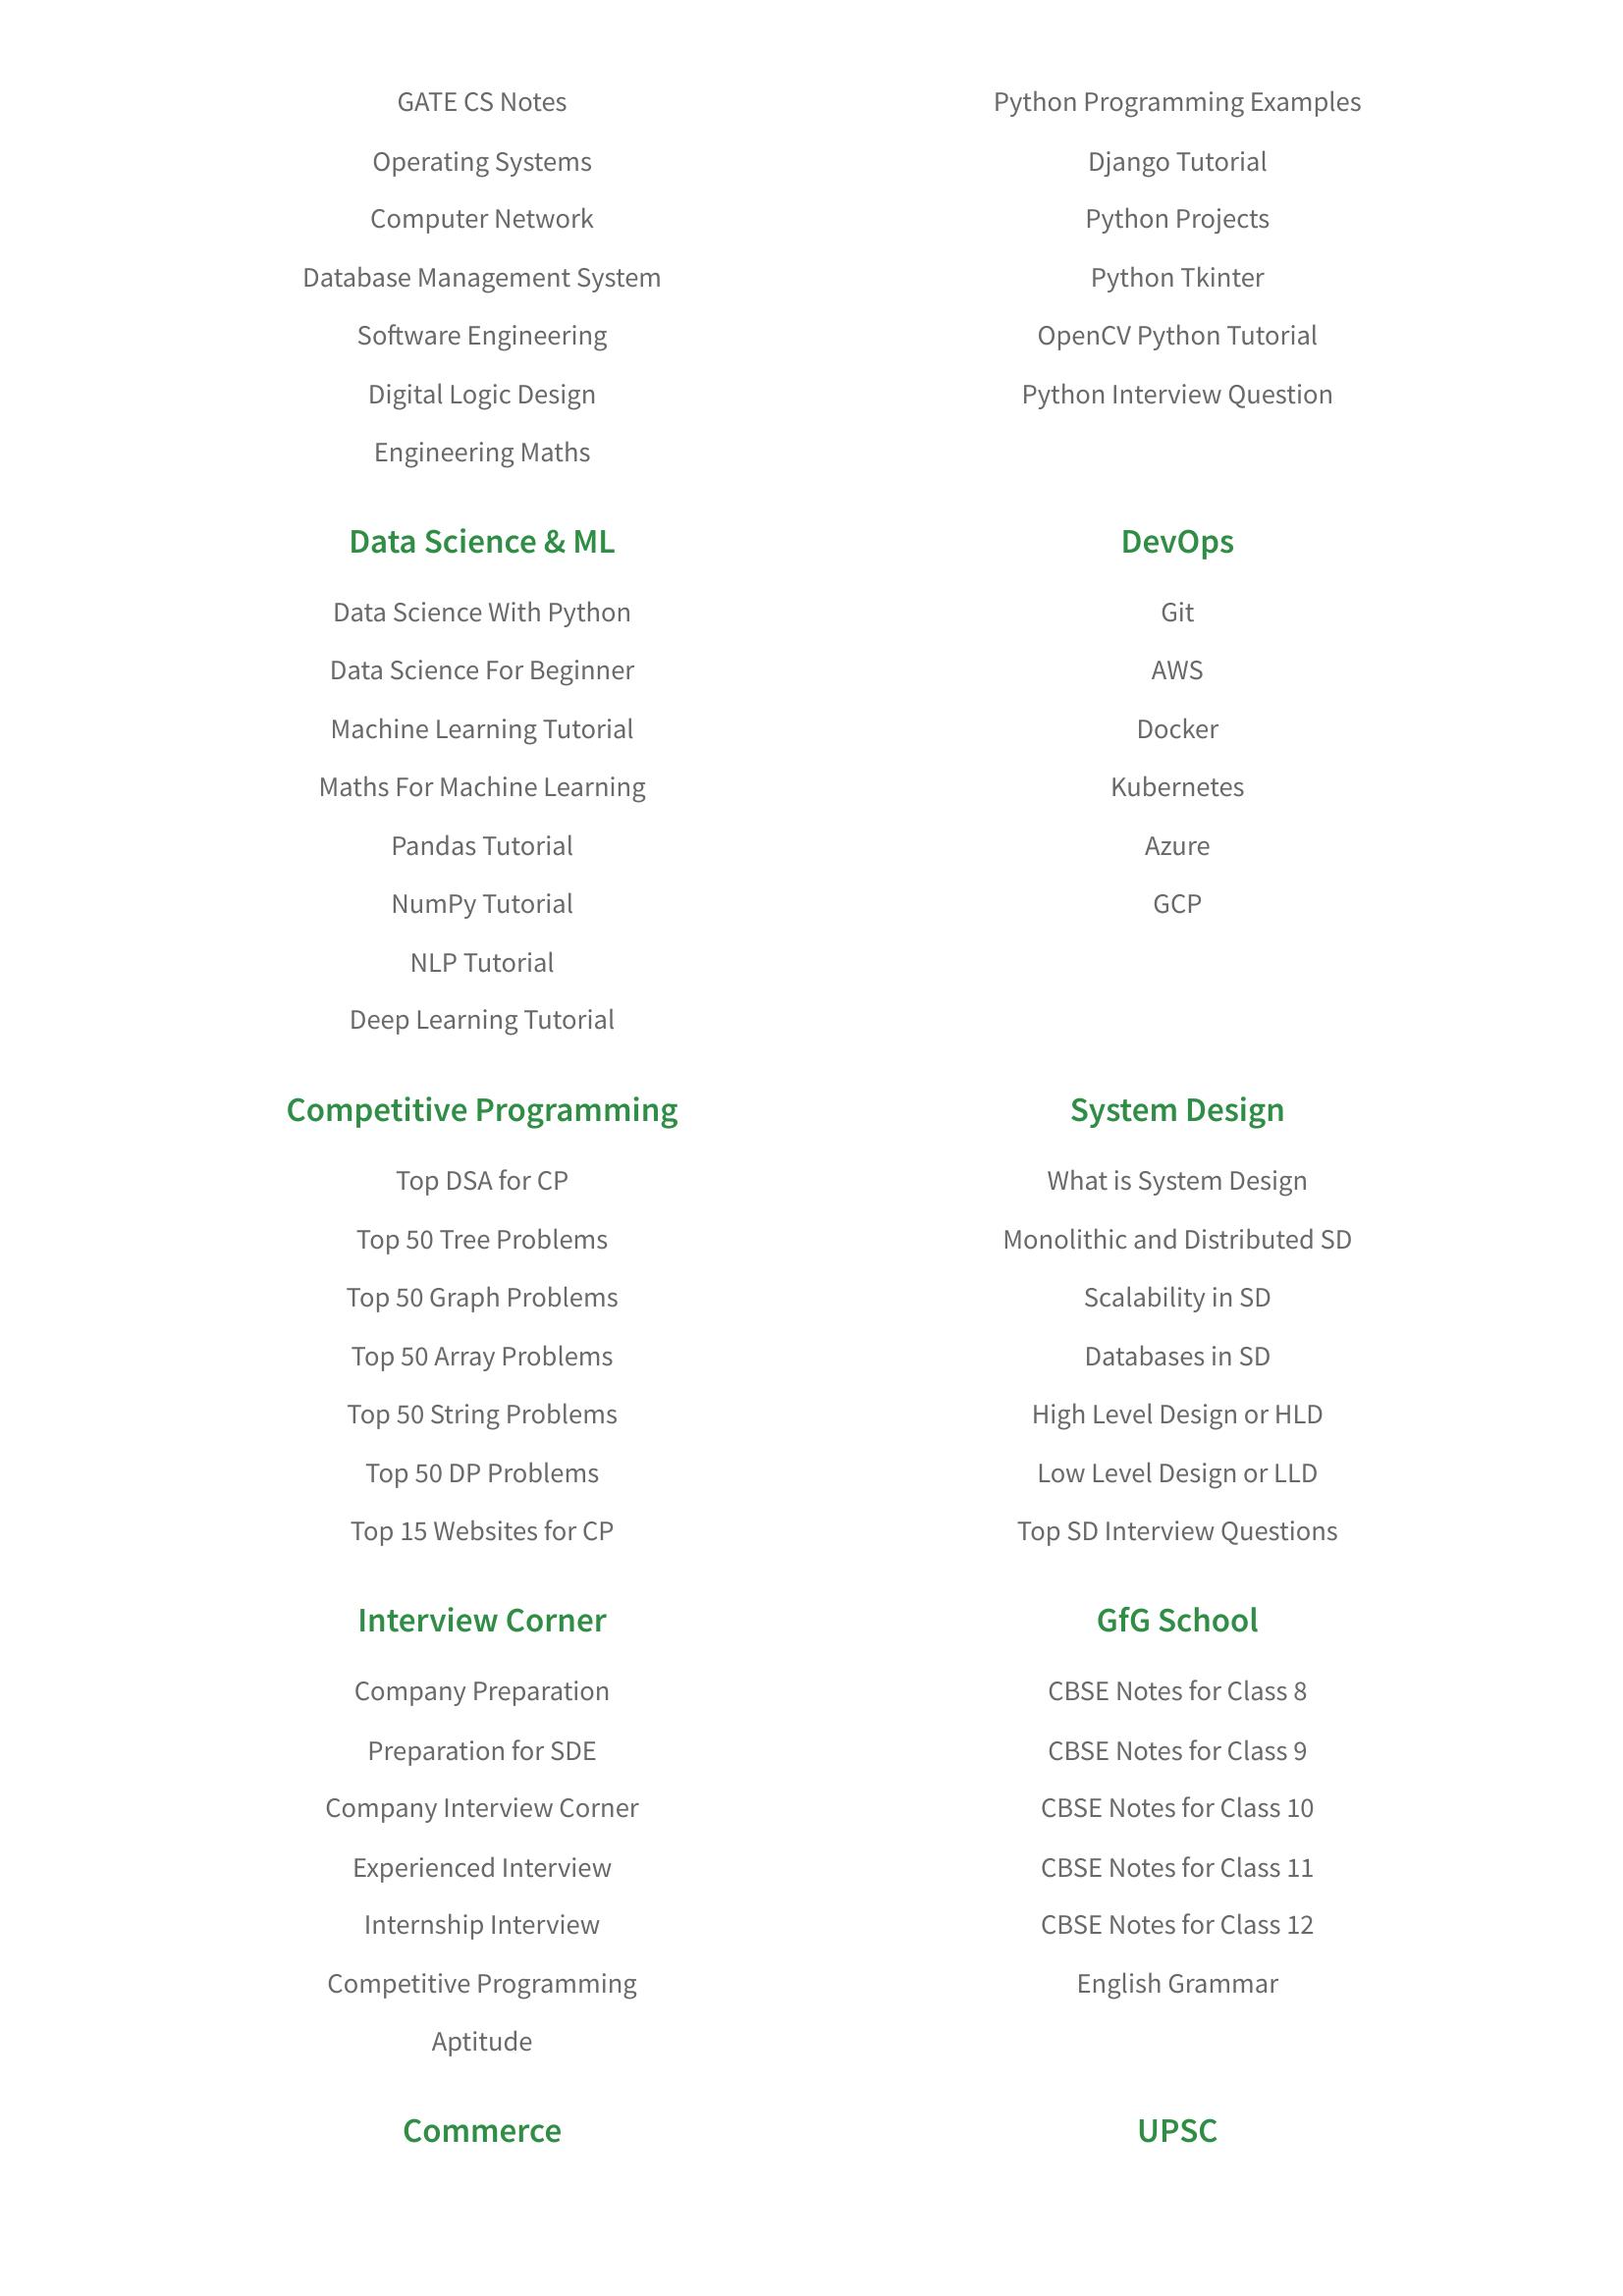 GATE CS Notes
Operating Systems
Computer Network
Database Management System
Software Engineering
Digital Logic Design
Engineering Maths
Python Programming Examples
Django Tutorial
Python Projects
Python Tkinter
OpenCV Python Tutorial
Python Interview Question
Data Science & ML
Data Science With Python
Data Science For Beginner
Machine Learning Tutorial
Maths For Machine Learning
Pandas Tutorial
NumPy Tutorial
NLP Tutorial
Deep Learning Tutorial
DevOps
Git
AWS
Docker
Kubernetes
Azure
GCP
Competitive Programming
Top DSA for CP
Top 50 Tree Problems
Top 50 Graph Problems
Top 50 Array Problems
Top 50 String Problems
Top 50 DP Problems
Top 15 Websites for CP
System Design
What is System Design
Monolithic and Distributed SD
Scalability in SD
Databases in SD
High Level Design or HLD
Low Level Design or LLD
Top SD Interview Questions
Interview Corner
Company Preparation
Preparation for SDE
Company Interview Corner
Experienced Interview
Internship Interview
Competitive Programming
Aptitude
GfG School
CBSE Notes for Class 8
CBSE Notes for Class 9
CBSE Notes for Class 10
CBSE Notes for Class 11
CBSE Notes for Class 12
English Grammar
Commerce
UPSC